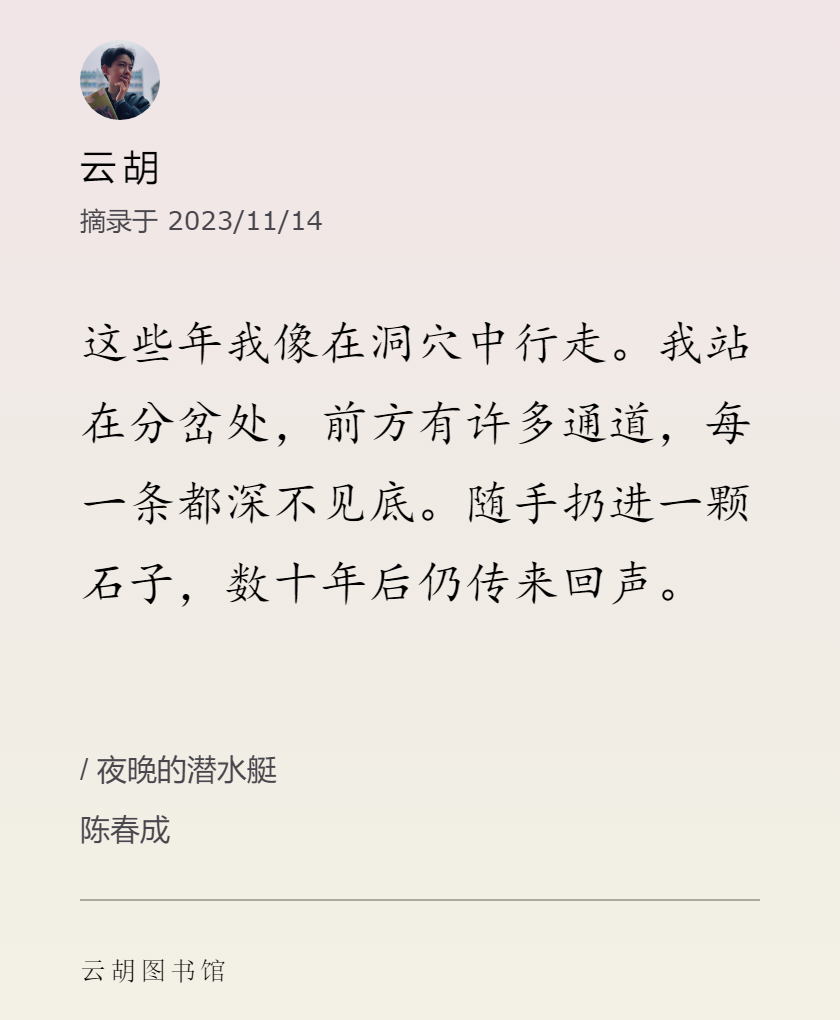 云胡
摘录于 2023/11/14
这些年我像在洞穴中行走。我站
在分岔处，前方有许多通道，每
一条都深不见底。随手扔进一颗
石子，数十年后仍传来回声。
/ 夜晚的潜水艇
陈春成
云胡图书馆